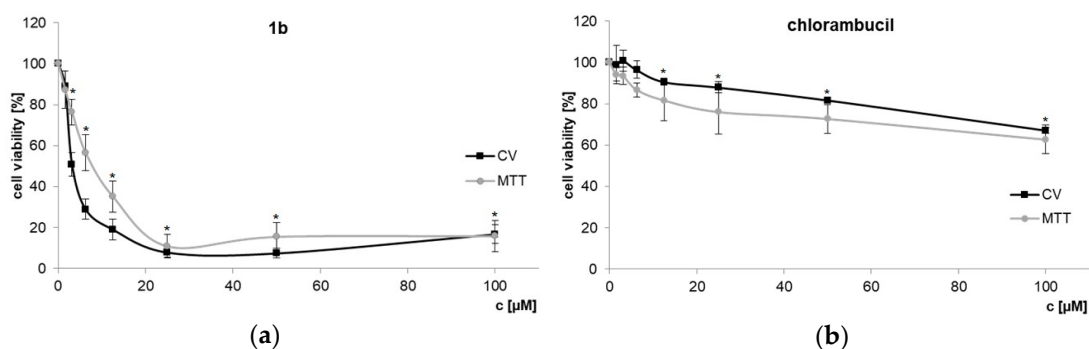 1b
cell viability [%]
120
100
80
60
40
20
0
* * * * * * *
CV
MTT
0 20 40 60 80 100
c [µM]
(a)
chlorambucil
cell viability [%]
120
100
80
60
40
20
0
* * * *
CV
MTT
0 20 40 60 80 100
c [µM]
(b)